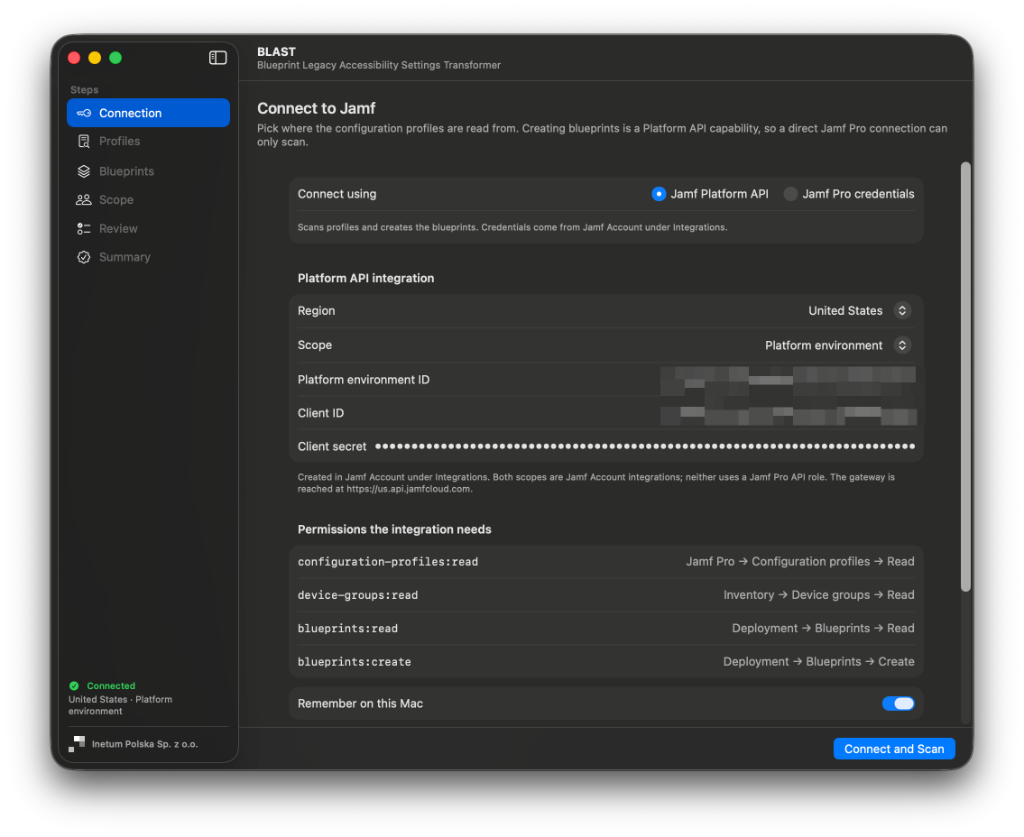 BLAST
Blueprint Legacy Accessibility Settings Transformer
Steps
Connection
Profiles
Blueprints
Scope
Review
Summary
Connected
United States · Platform
environment
Inetum Polska Sp. z o.o.
Connect to Jamf
Pick where the configuration profiles are read from. Creating blueprints is a Platform API capability, so a direct Jamf Pro connection can
only scan.
Connect using
Jamf Platform API
Jamf Pro credentials
Scans profiles and creates the blueprints. Credentials come from Jamf Account under Integrations.
Platform API integration
Region
United States
Scope
Platform environment
Platform environment ID
Client ID
Client secret
Created in Jamf Account under Integrations. Both scopes are Jamf Account integrations; neither uses a Jamf Pro API role. The gateway is
reached at https://us.api.jamfcloud.com.
Permissions the integration needs
configuration-profiles:read
Jamf Pro → Configuration profiles → Read
device-groups:read
Inventory → Device groups → Read
blueprints:read
Deployment → Blueprints → Read
blueprints:create
Deployment → Blueprints → Create
Remember on this Mac
Connect and Scan